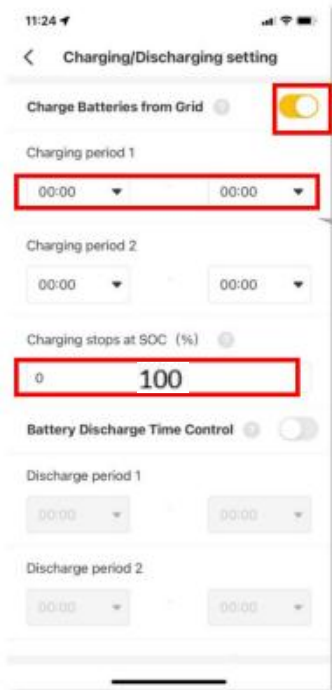 11:24
Charging/Discharging setting
Charge Batteries from Grid ?
Charging period 1
00:00 00:00
Charging period 2
00:00 00:00
Charging stops at SOC (%) ?
0 100
Battery Discharge Time Control ?
Discharge period 1
00:00 00:00
Discharge period 2
00:00 00:00